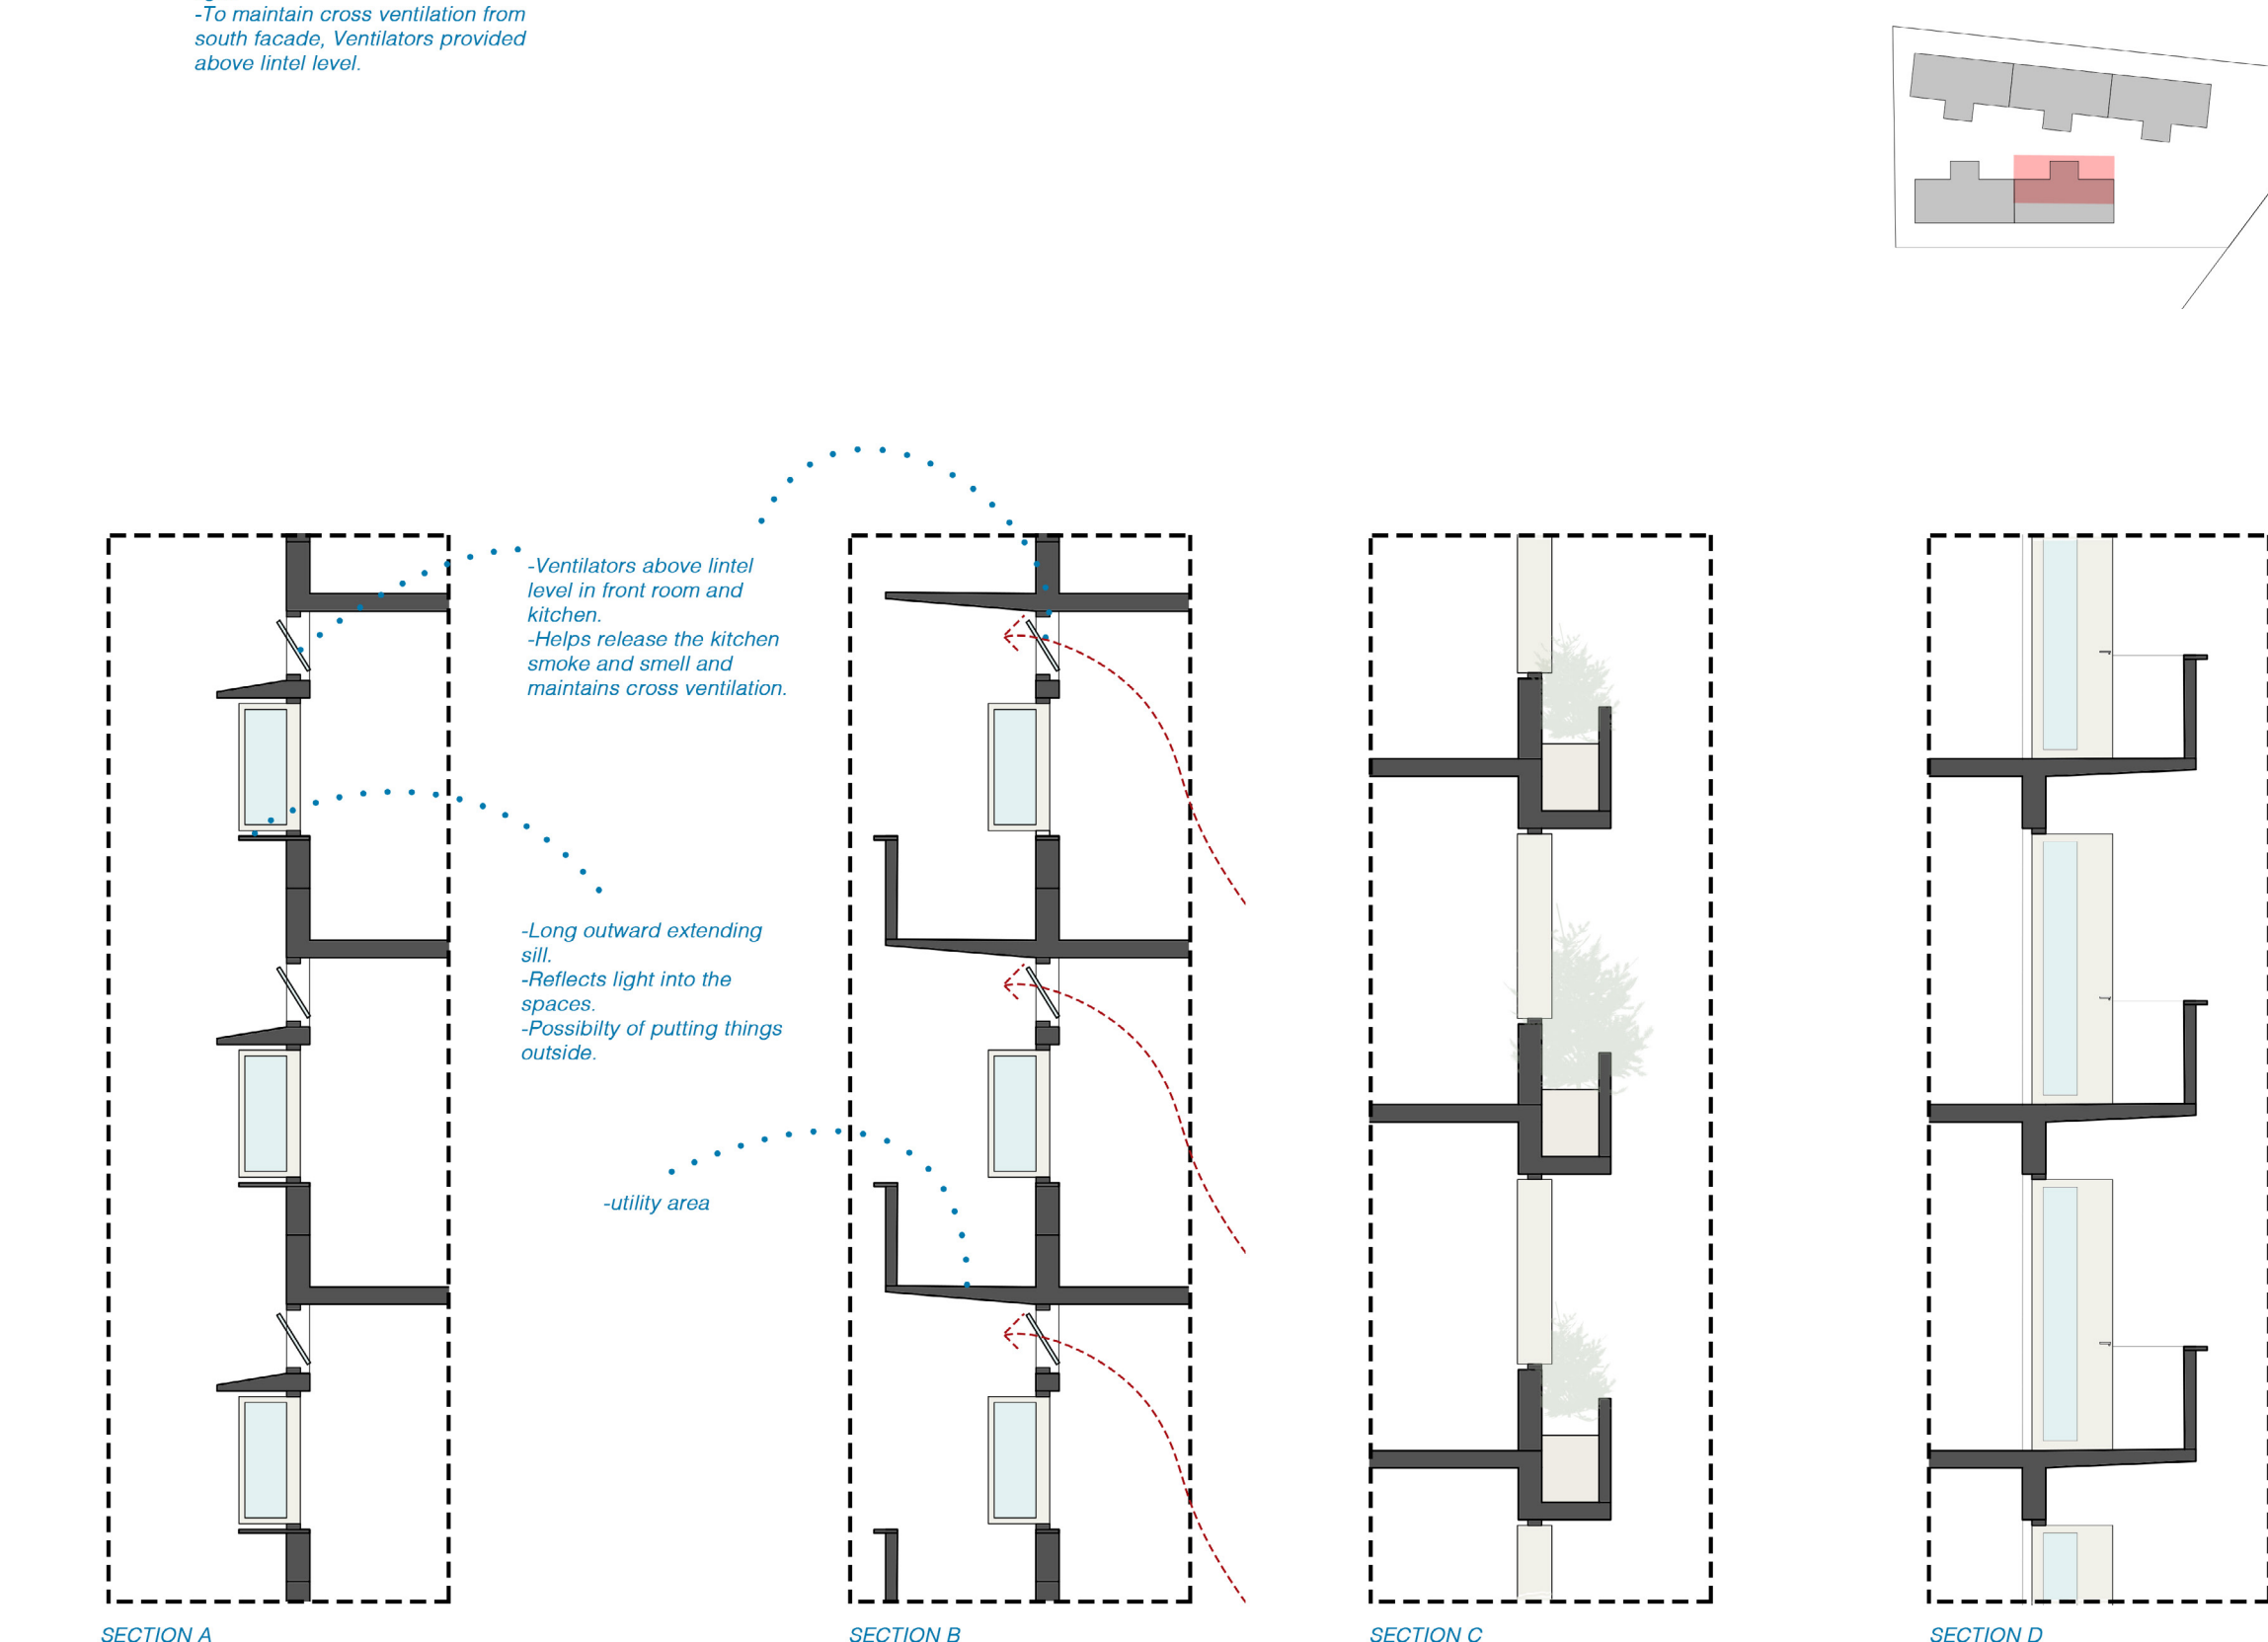 -To maintain cross ventilation from
south facade, Ventilators provided
above lintel level.
-Ventilators above lintel
level in front room and
kitchen.
-Helps release the kitchen
smoke and smell and
maintains cross ventilation.
-Long outward extending
sill.
-Reflects light into the
spaces.
-Possibilty of putting things
outside.
-utility area
SECTION A
SECTION B
SECTION C
SECTION D